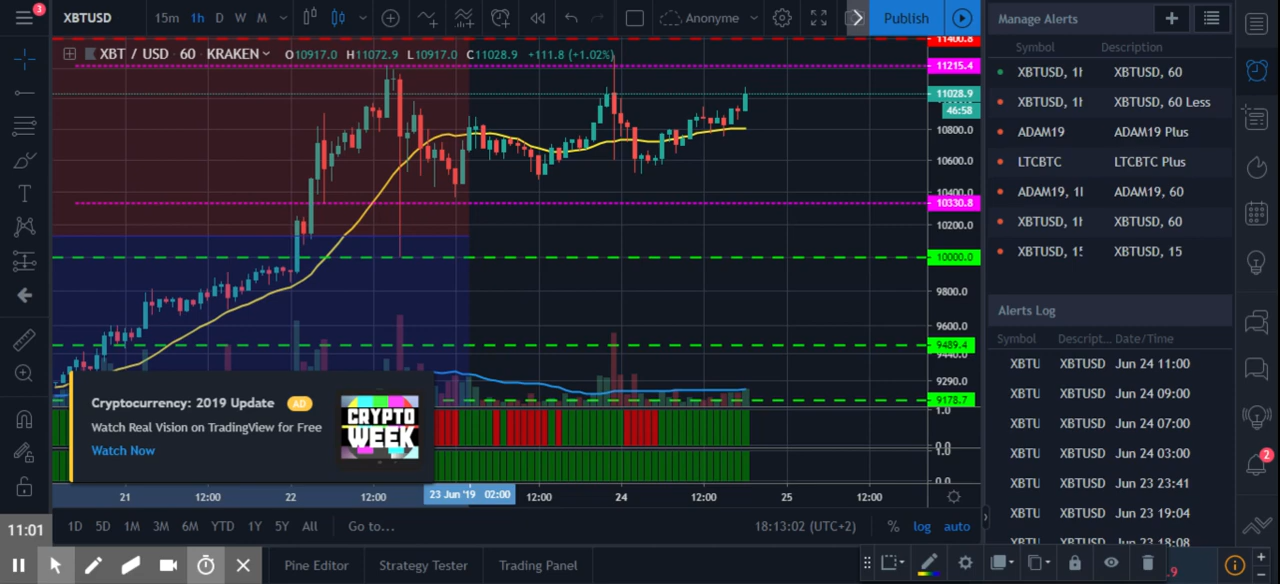 3
XBTUSD 15m 1h D W M Anonyme Publish
XBT / USD 60 KRAKEN O10917.0 H11072.9 L10917.0 C11028.9 +111.8 (+1.02%)
11400.8
11215.4
11028.9
46:58
10800.0
10600.0
10400.0
10330.8
10000.0
9800.0
9600.0
9489.4
9440.0
9290.0
9178.7
1.0
0.0
1.0
0.0
Cryptocurrency: 2019 Update AD
Watch Real Vision on TradingView for Free
Watch Now
CRYPTO
WEEK
21 12:00 22 12:00 23 Jun '19 02:00 12:00 24 12:00 25 12:00
1D 5D 1M 3M 6M YTD 1Y 5Y All Go to... 18:13:02 (UTC+2) % log auto
11:01
Pine Editor Strategy Tester Trading Panel
Manage Alerts
Symbol Description
XBTUSD, 1h XBTUSD, 60
XBTUSD, 1h XBTUSD, 60 Less
ADAM19 ADAM19 Plus
LTCBTC LTCBTC Plus
ADAM19, 1l ADAM19, 60
XBTUSD, 1h XBTUSD, 60
XBTUSD, 15 XBTUSD, 15
Alerts Log
Symbol Descript... Date/Time
XBTU XBTUSD Jun 24 11:00
XBTU XBTUSD Jun 24 09:00
XBTU XBTUSD Jun 24 07:00
XBTU XBTUSD Jun 24 03:00
XBTU XBTUSD Jun 23 23:41
XBTU XBTUSD Jun 23 19:04
XBTU XBTUSD Jun 23 18:08
2